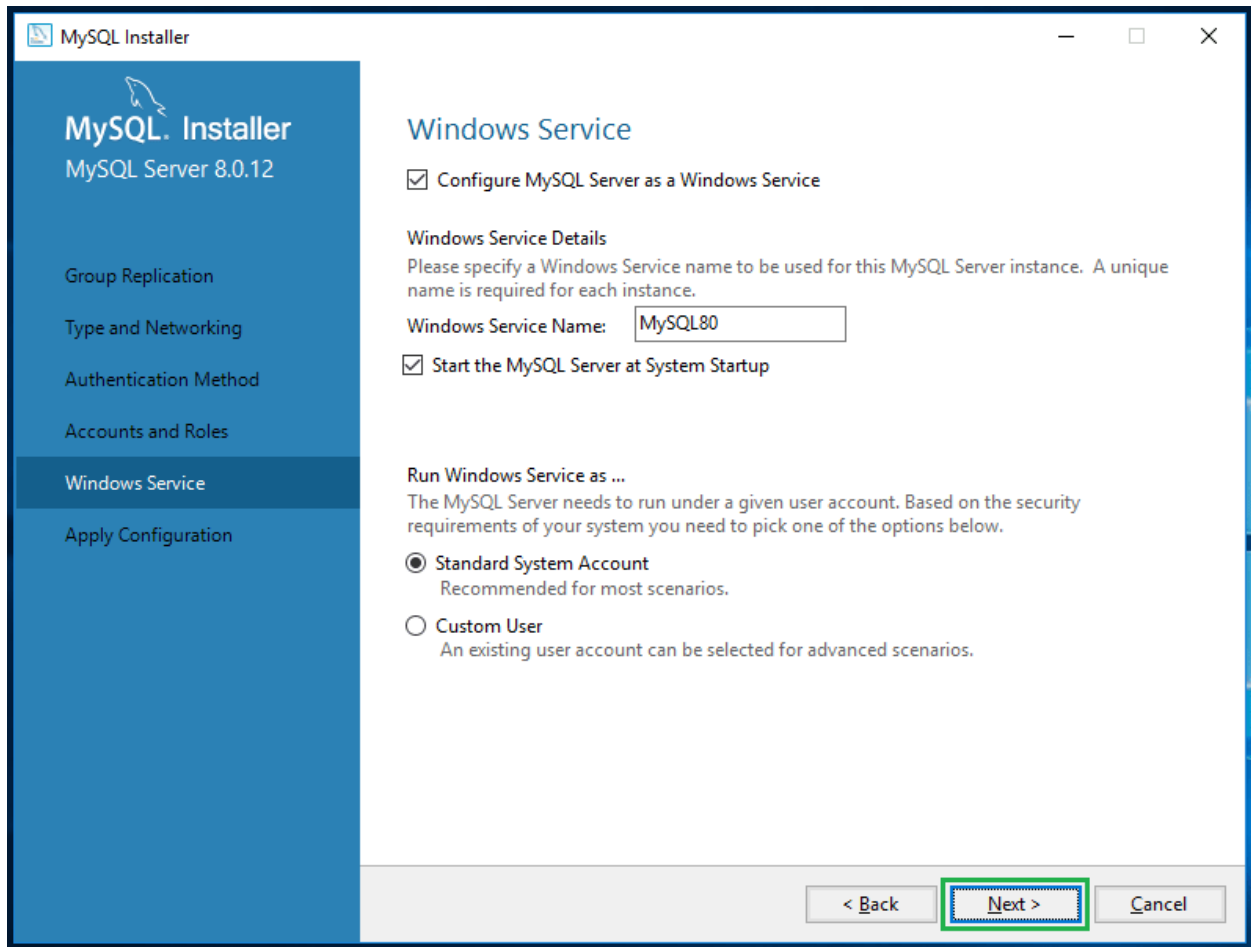 MySQL Installer
MySQL. Installer
MySQL Server 8.0.12
Group Replication
Type and Networking
Authentication Method
Accounts and Roles
Windows Service
Apply Configuration
Windows Service
Configure MySQL Server as a Windows Service
Windows Service Details
Please specify a Windows Service name to be used for this MySQL Server instance. A unique
name is required for each instance.
Windows Service Name: MySQL80
Start the MySQL Server at System Startup
Run Windows Service as ...
The MySQL Server needs to run under a given user account. Based on the security
requirements of your system you need to pick one of the options below.
Standard System Account
Recommended for most scenarios.
Custom User
An existing user account can be selected for advanced scenarios.
< Back Next > Cancel